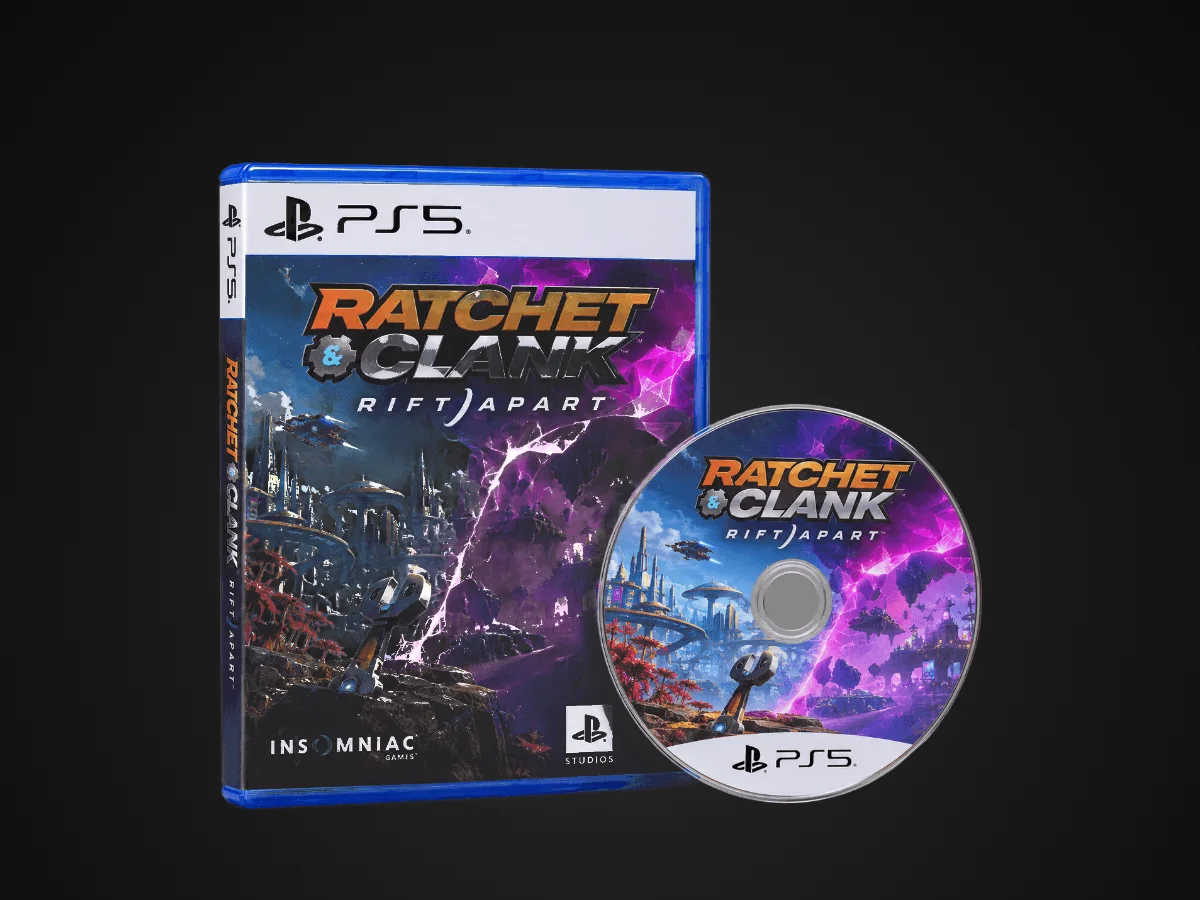 PS5
PS5
RATCHET
& CLANK
RIFT APART
RATCHET & CLANK RIFT APART
INSOMNIAC
GAMES
STUDIOS
RATCHET
& CLANK
RIFT APART
PS5